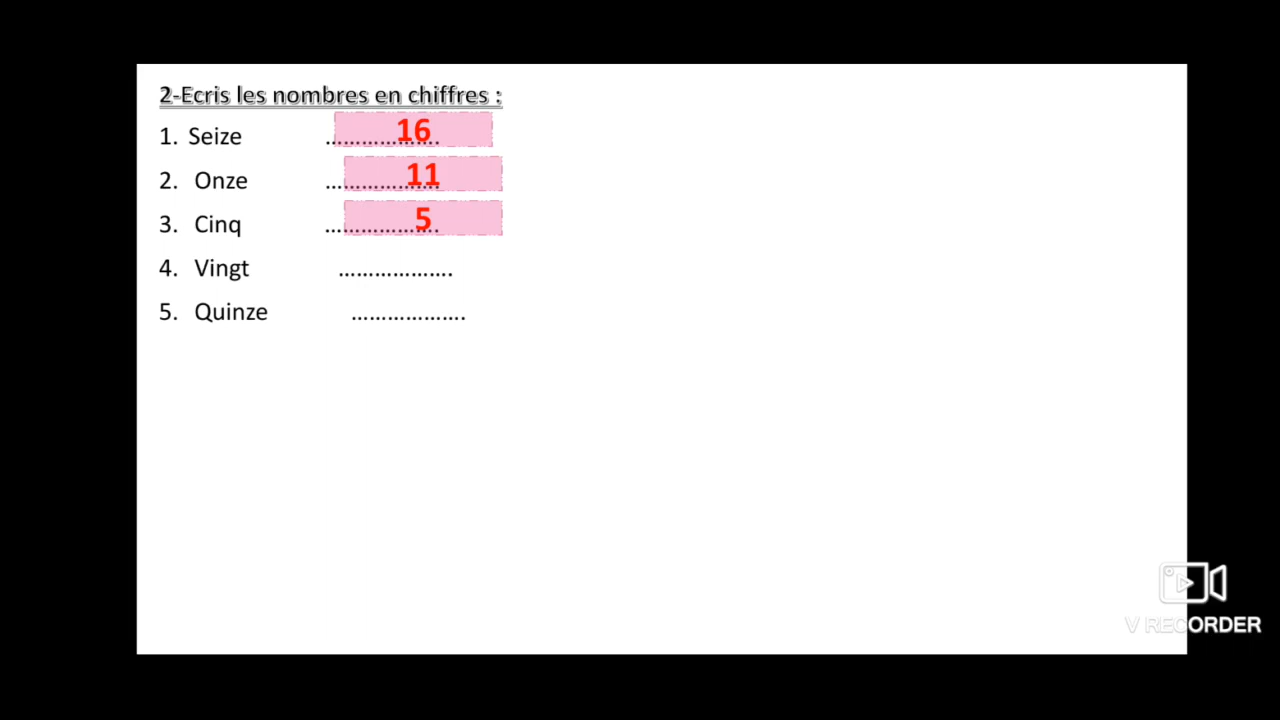 2-Ecris les nombres en chiffres :
1. Seize ………………. 16
2. Onze ………………. 11
3. Cinq ………………. 5
4. Vingt ……………….
5. Quinze ……………….
V RECORDER